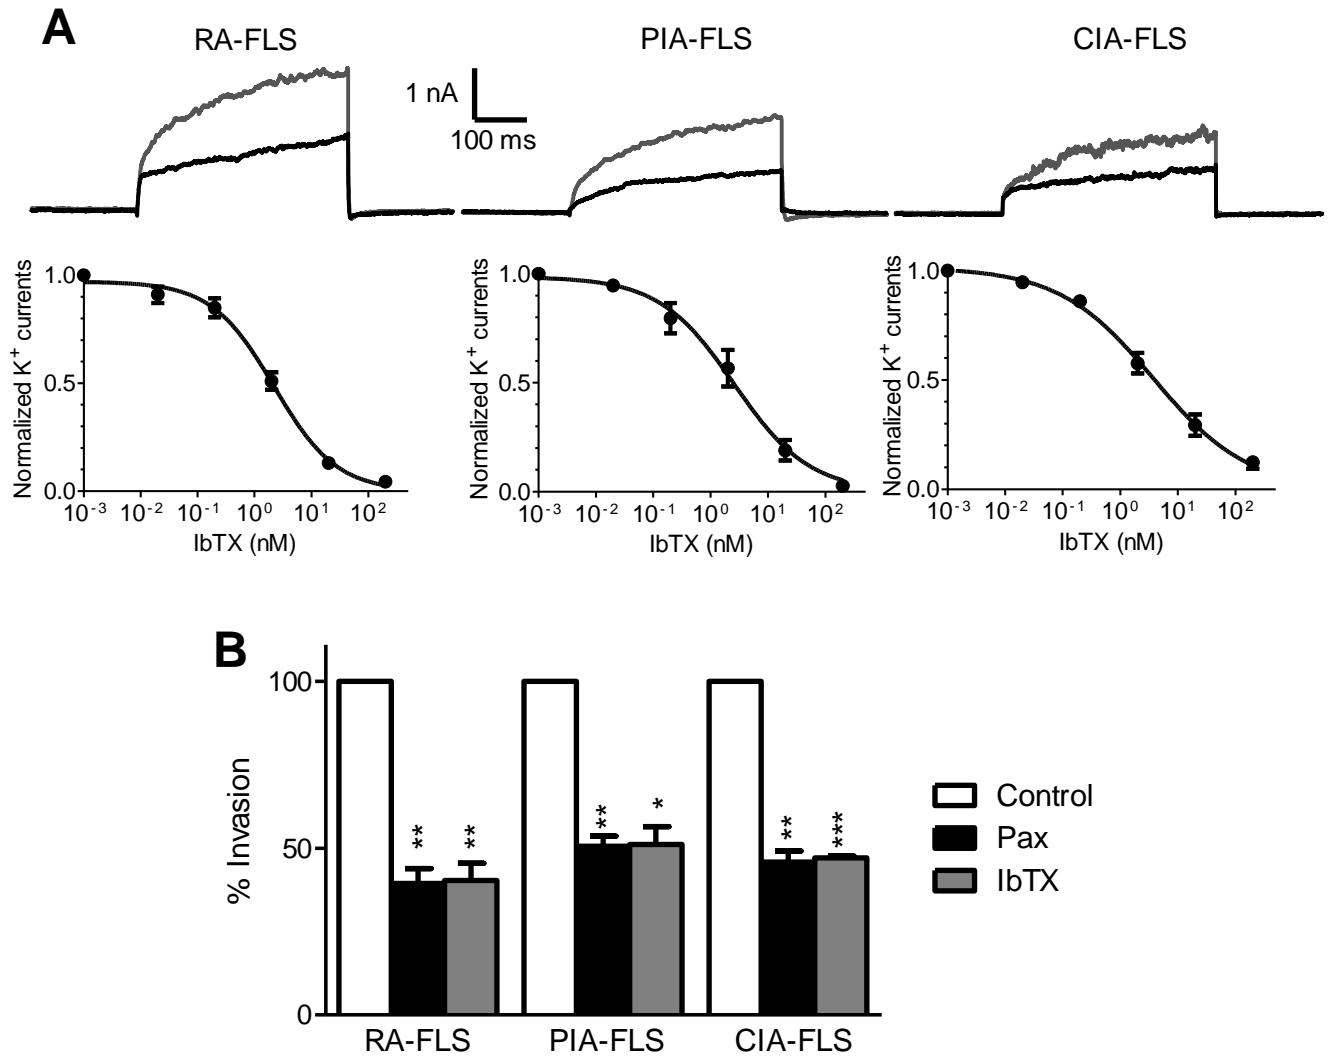 A
RA-FLS
PIA-FLS
CIA-FLS
1 nA
100 ms
Normalized K⁺ currents
1.0
0.5
0.0
10⁻³ 10⁻² 10⁻¹ 10⁰ 10¹ 10²
IbTX (nM)
Normalized K⁺ currents
1.0
0.5
0.0
10⁻³ 10⁻² 10⁻¹ 10⁰ 10¹ 10²
IbTX (nM)
Normalized K⁺ currents
1.0
0.5
0.0
10⁻³ 10⁻² 10⁻¹ 10⁰ 10¹ 10²
IbTX (nM)
B
% Invasion
100
50
0
**
**
**
*
**
***
RA-FLS
PIA-FLS
CIA-FLS
Control
Pax
IbTX